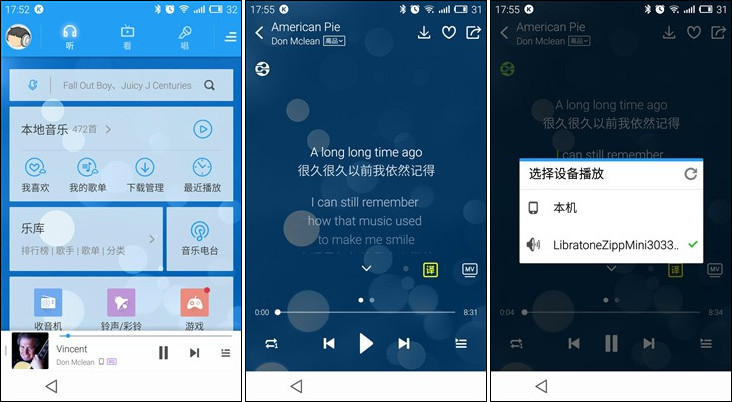 17:52
32
听
看
唱
Fall Out Boy、Juicy J Centuries
本地音乐 472首
我喜欢
我的歌单
下载管理
最近播放
乐库
排行榜 | 歌手 | 歌单 | 分类
音乐电台
收音机
铃声/彩铃
游戏
Vincent
Don Mclean
17:55
31
American Pie
Don Mclean 高品
A long long time ago
很久很久以前我依然记得
I can still remember
how that music used
to make me smile
译
MV
0:00
8:31
17:55
31
American Pie
Don Mclean 高品
A long long time ago
很久很久以前我依然记得
I can still remember
选择设备播放
本机
LibratoneZippMini3033..
译
MV
0:04
8:34